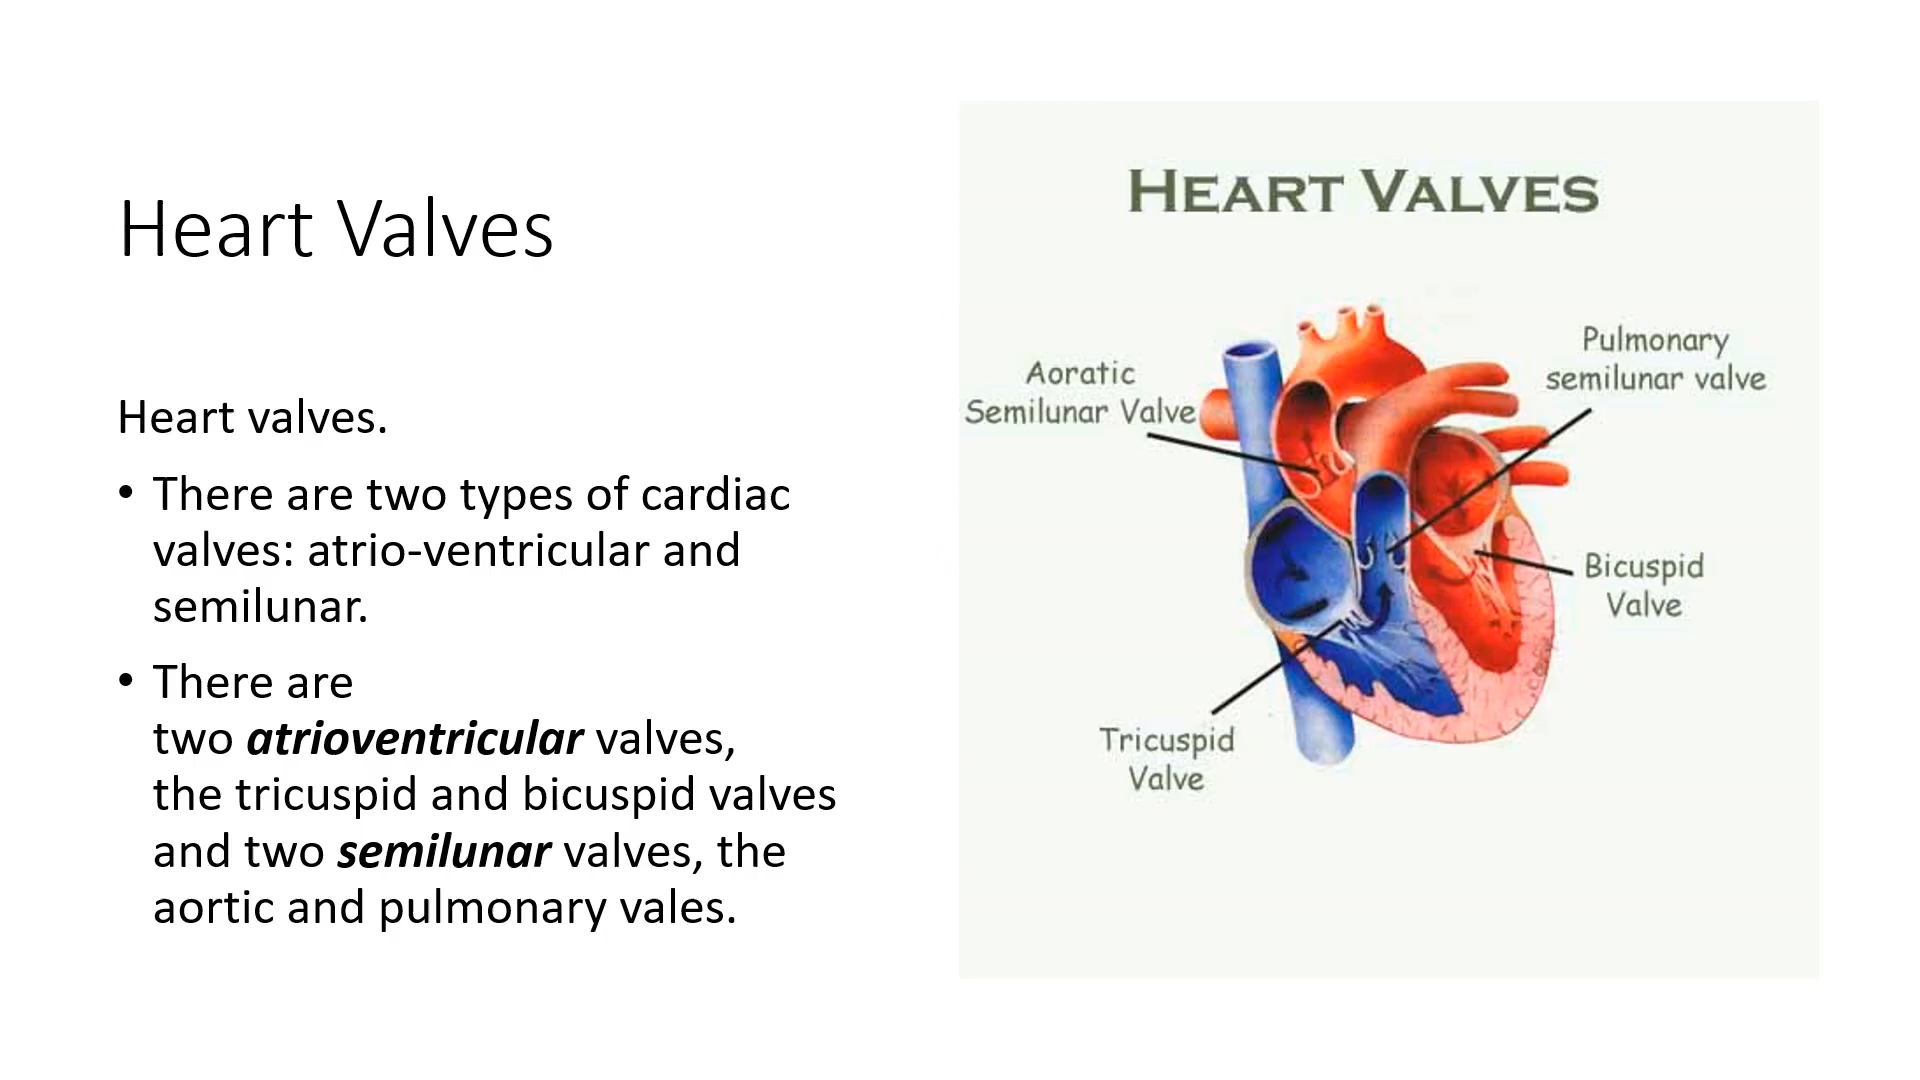 Heart Valves
Heart valves.
• There are two types of cardiac
valves: atrio-ventricular and
semilunar.
• There are
two atrioventricular valves,
the tricuspid and bicuspid valves
and two semilunar valves, the
aortic and pulmonary vales.
HEART VALVES
Aoratic
Semilunar Valve
Pulmonary
semilunar valve
Bicuspid
Valve
Tricuspid
Valve